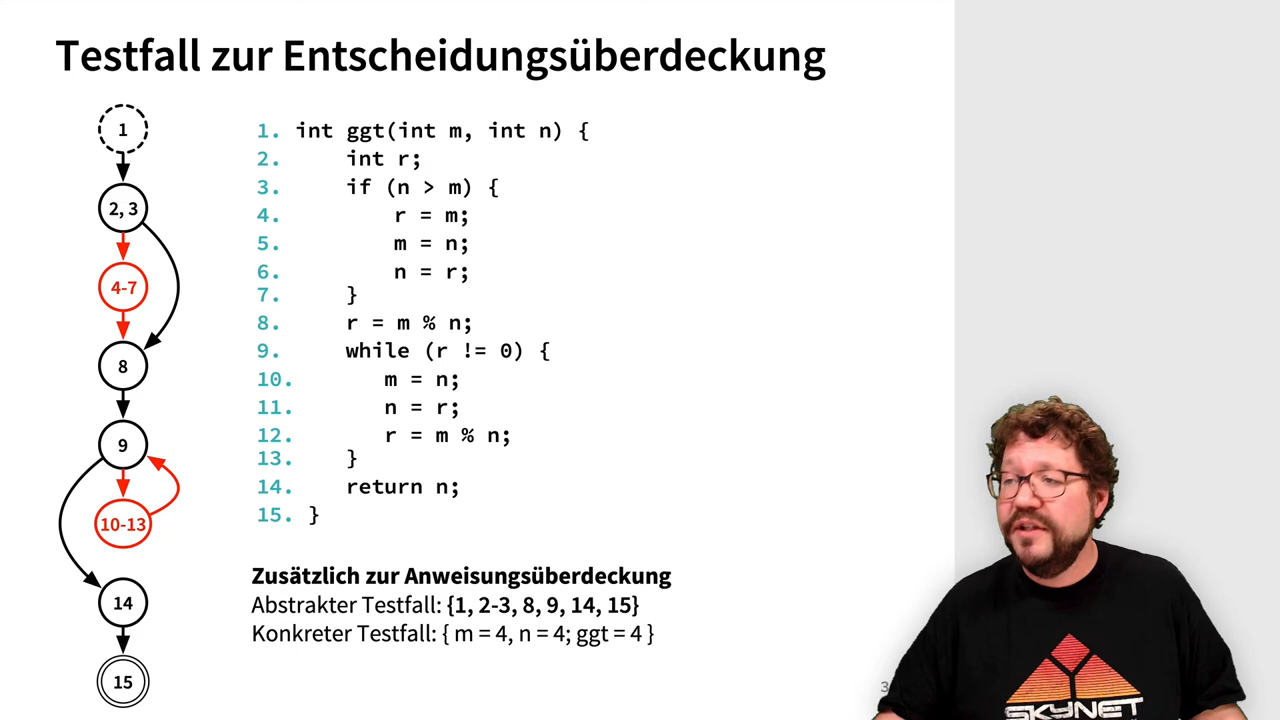 Testfall zur Entscheidungsüberdeckung
1
2, 3
4-7
8
9
10-13
14
15
1. int ggt(int m, int n) {
2. int r;
3. if (n > m) {
4. r = m;
5. m = n;
6. n = r;
7. }
8. r = m % n;
9. while (r != 0) {
10. m = n;
11. n = r;
12. r = m % n;
13. }
14. return n;
15. }
Zusätzlich zur Anweisungsüberdeckung
Abstrakter Testfall: {1, 2-3, 8, 9, 14, 15}
Konkreter Testfall: { m = 4, n = 4; ggt = 4 }
SKYNET